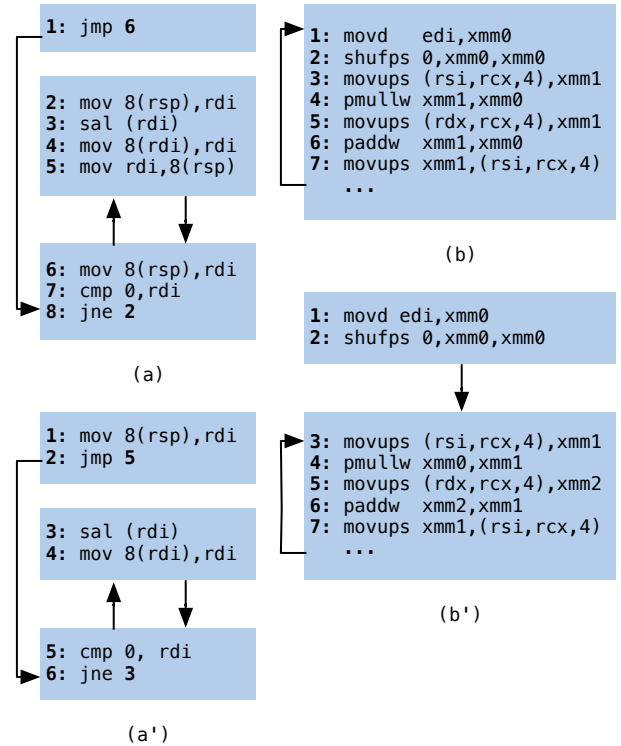 1: jmp 6
2: mov 8(rsp),rdi
3: sal (rdi)
4: mov 8(rdi),rdi
5: mov rdi,8(rsp)
6: mov 8(rsp),rdi
7: cmp 0,rdi
8: jne 2
(a)
1: mov 8(rsp),rdi
2: jmp 5
3: sal (rdi)
4: mov 8(rdi),rdi
5: cmp 0, rdi
6: jne 3
(a')
1: movd   edi,xmm0
2: shufps 0,xmm0,xmm0
3: movups (rsi,rcx,4),xmm1
4: pmullw xmm1,xmm0
5: movups (rdx,rcx,4),xmm1
6: paddw  xmm1,xmm0
7: movups xmm1,(rsi,rcx,4)
...
(b)
1: movd edi,xmm0
2: shufps 0,xmm0,xmm0
3: movups (rsi,rcx,4),xmm1
4: pmullw xmm0,xmm1
5: movups (rdx,rcx,4),xmm2
6: paddw  xmm2,xmm1
7: movups xmm1,(rsi,rcx,4)
...
(b')